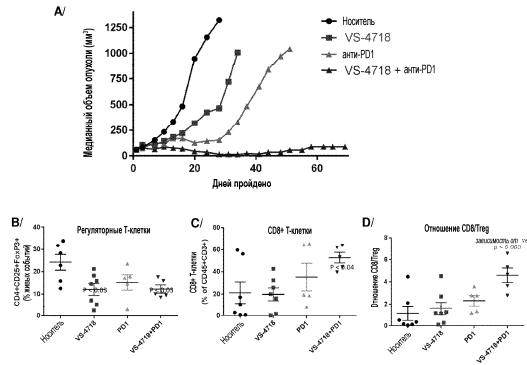 A/
Медианный объем опухоли (мм³)
1250
1000
750
500
250
0
0
20
40
60
Дней пройдено
Носитель
VS-4718
анти-PD1
VS-4718 + анти-PD1
B/
Регуляторные Т-клетки
CD4+CD25+FoxP3+
(% живых событий)
40
30
20
10
0
P < 0.05
P < 0.05
Носитель
VS-4718
PD1
VS-4718+PD1
C/
CD8+ Т-клетки
CD8+ Т-клетки
(% of CD45+CD3+)
80
60
40
20
0
P < 0.04
Носитель
VS-4718
PD1
VS-4718+PD1
D/
Отношение CD8/Treg
Отношение CD8/Treg
8
6
4
2
0
зависимость от
Носитель
VS-4718
PD1
VS-4718+PD1